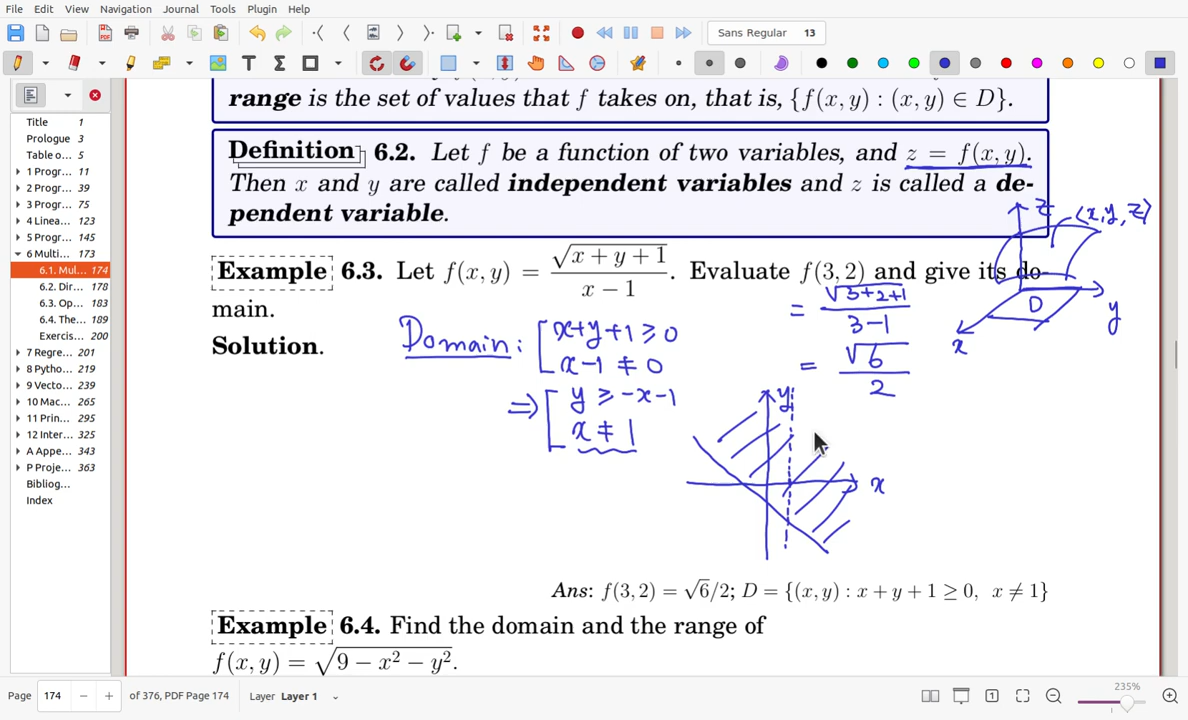 File Edit View Navigation Journal Tools Plugin Help
Sans Regular 13
Title 1
Prologue 3
Table o... 5
1 Progr... 11
2 Progr... 39
3 Progr... 75
4 Linea... 123
5 Progr... 145
6 Multi... 173
6.1. Mul... 174
6.2. Dir... 178
6.3. Op... 183
6.4. The... 189
Exercis... 200
7 Regre... 201
8 Pytho... 219
9 Vecto... 239
10 Mac... 265
11 Prin... 295
12 Inter... 325
A Appe... 343
P Proje... 363
Bibliog...
Index
range is the set of values that f takes on, that is, {f(x, y) : (x, y) ∈ D}.
Definition 6.2. Let f be a function of two variables, and z = f(x, y).
Then x and y are called independent variables and z is called a de-
pendent variable.
z
(x, y, z)
D
y
x
Example 6.3. Let f(x, y) = √(x + y + 1) / (x − 1). Evaluate f(3, 2) and give its do-
main.
= √(3+2+1) / (3−1)
= √6 / 2
Solution.
Domain: [ x+y+1 ≥ 0
x−1 ≠ 0
⇒ [ y ≥ −x−1
x ≠ 1
y
x
Ans: f(3, 2) = √6/2; D = {(x, y) : x + y + 1 ≥ 0, x ≠ 1}
Example 6.4. Find the domain and the range of
f(x, y) = √(9 − x² − y²).
Page 174 − + of 376, PDF Page 174 Layer Layer 1
235%